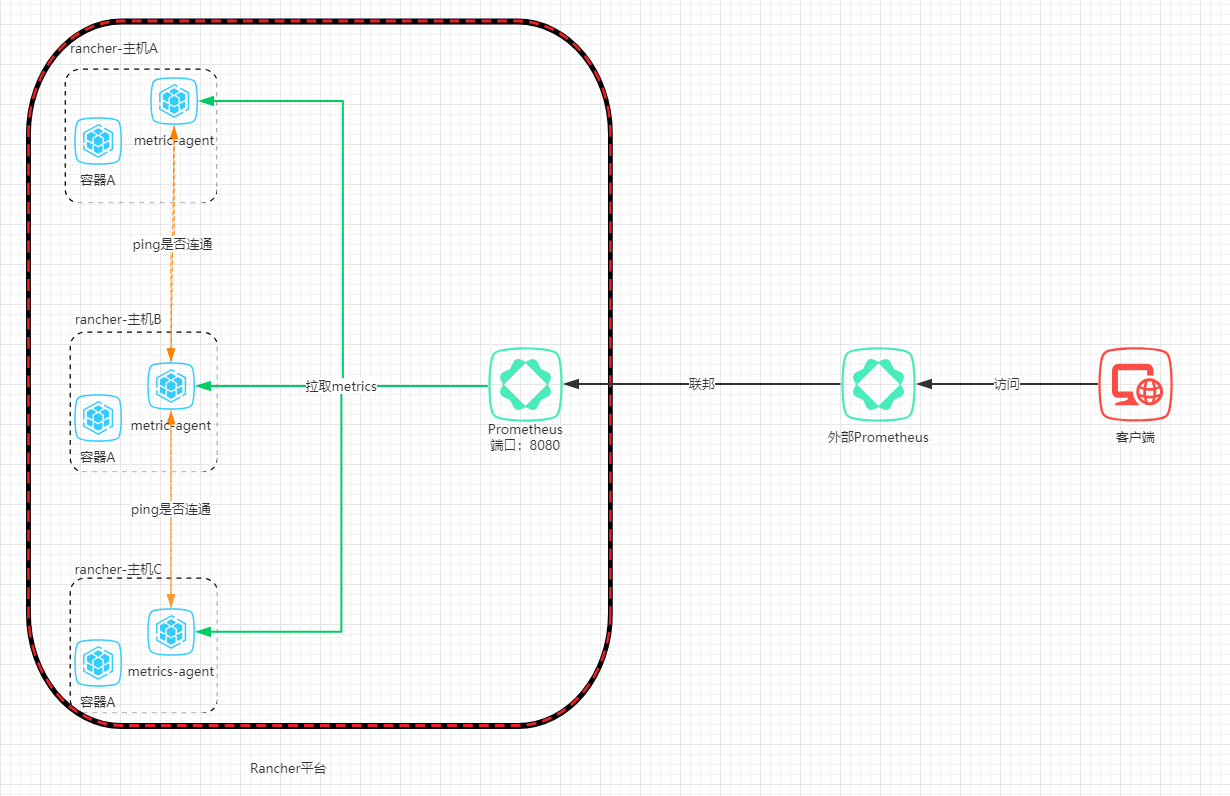 rancher-主机A
metric-agent
容器A
ping是否连通
rancher-主机B
metric-agent
容器A
ping是否连通
rancher-主机C
metrics-agent
容器A
拉取metrics
Prometheus
端口：8080
联邦
外部Prometheus
访问
客户端
Rancher平台